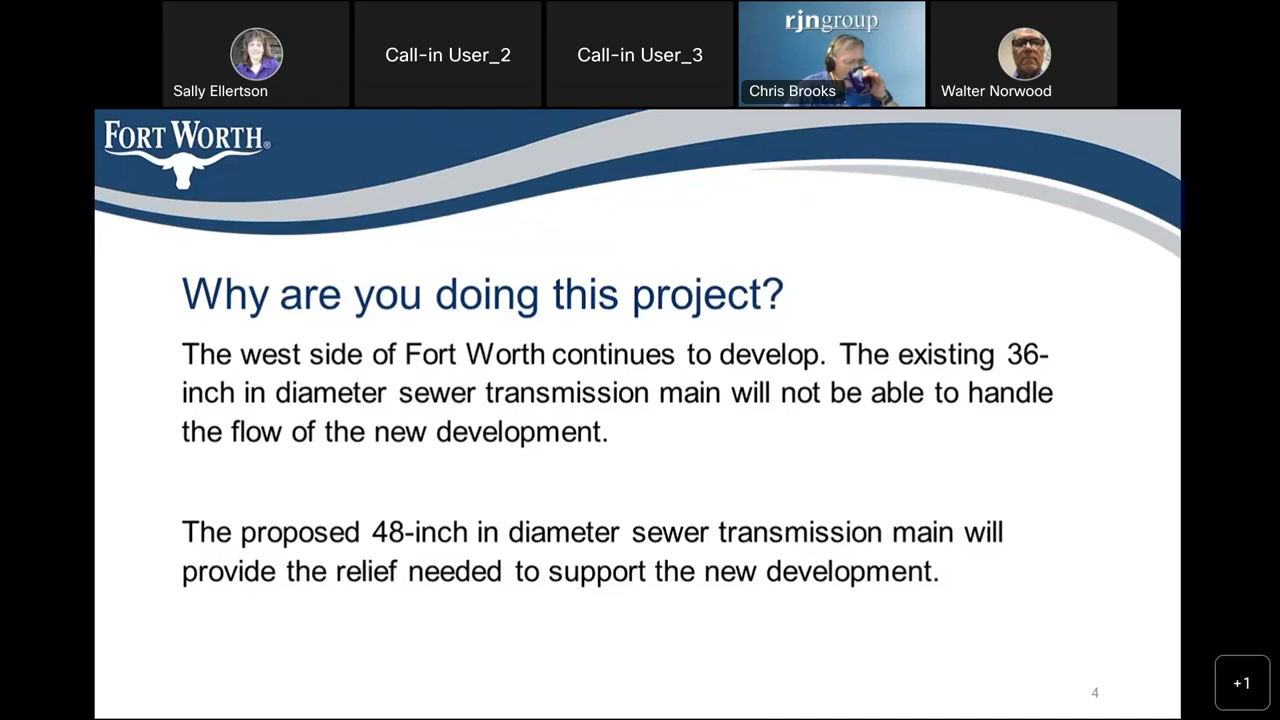 Sally Ellertson
Call-in User_2
Call-in User_3
rjngroup
Chris Brooks
Walter Norwood
FORT WORTH®
Why are you doing this project?
The west side of Fort Worth continues to develop. The existing 36-
inch in diameter sewer transmission main will not be able to handle
the flow of the new development.
The proposed 48-inch in diameter sewer transmission main will
provide the relief needed to support the new development.
4
+1